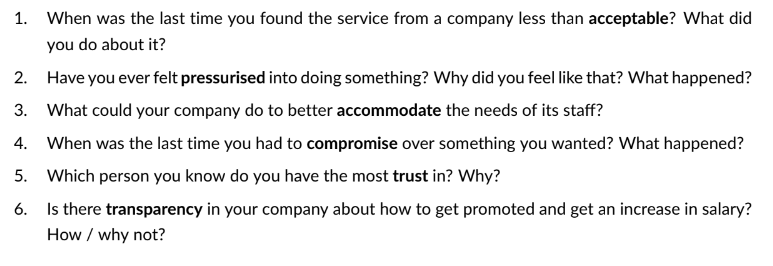 1. When was the last time you found the service from a company less than acceptable? What did
you do about it?
2. Have you ever felt pressurised into doing something? Why did you feel like that? What happened?
3. What could your company do to better accommodate the needs of its staff?
4. When was the last time you had to compromise over something you wanted? What happened?
5. Which person you know do you have the most trust in? Why?
6. Is there transparency in your company about how to get promoted and get an increase in salary?
How / why not?